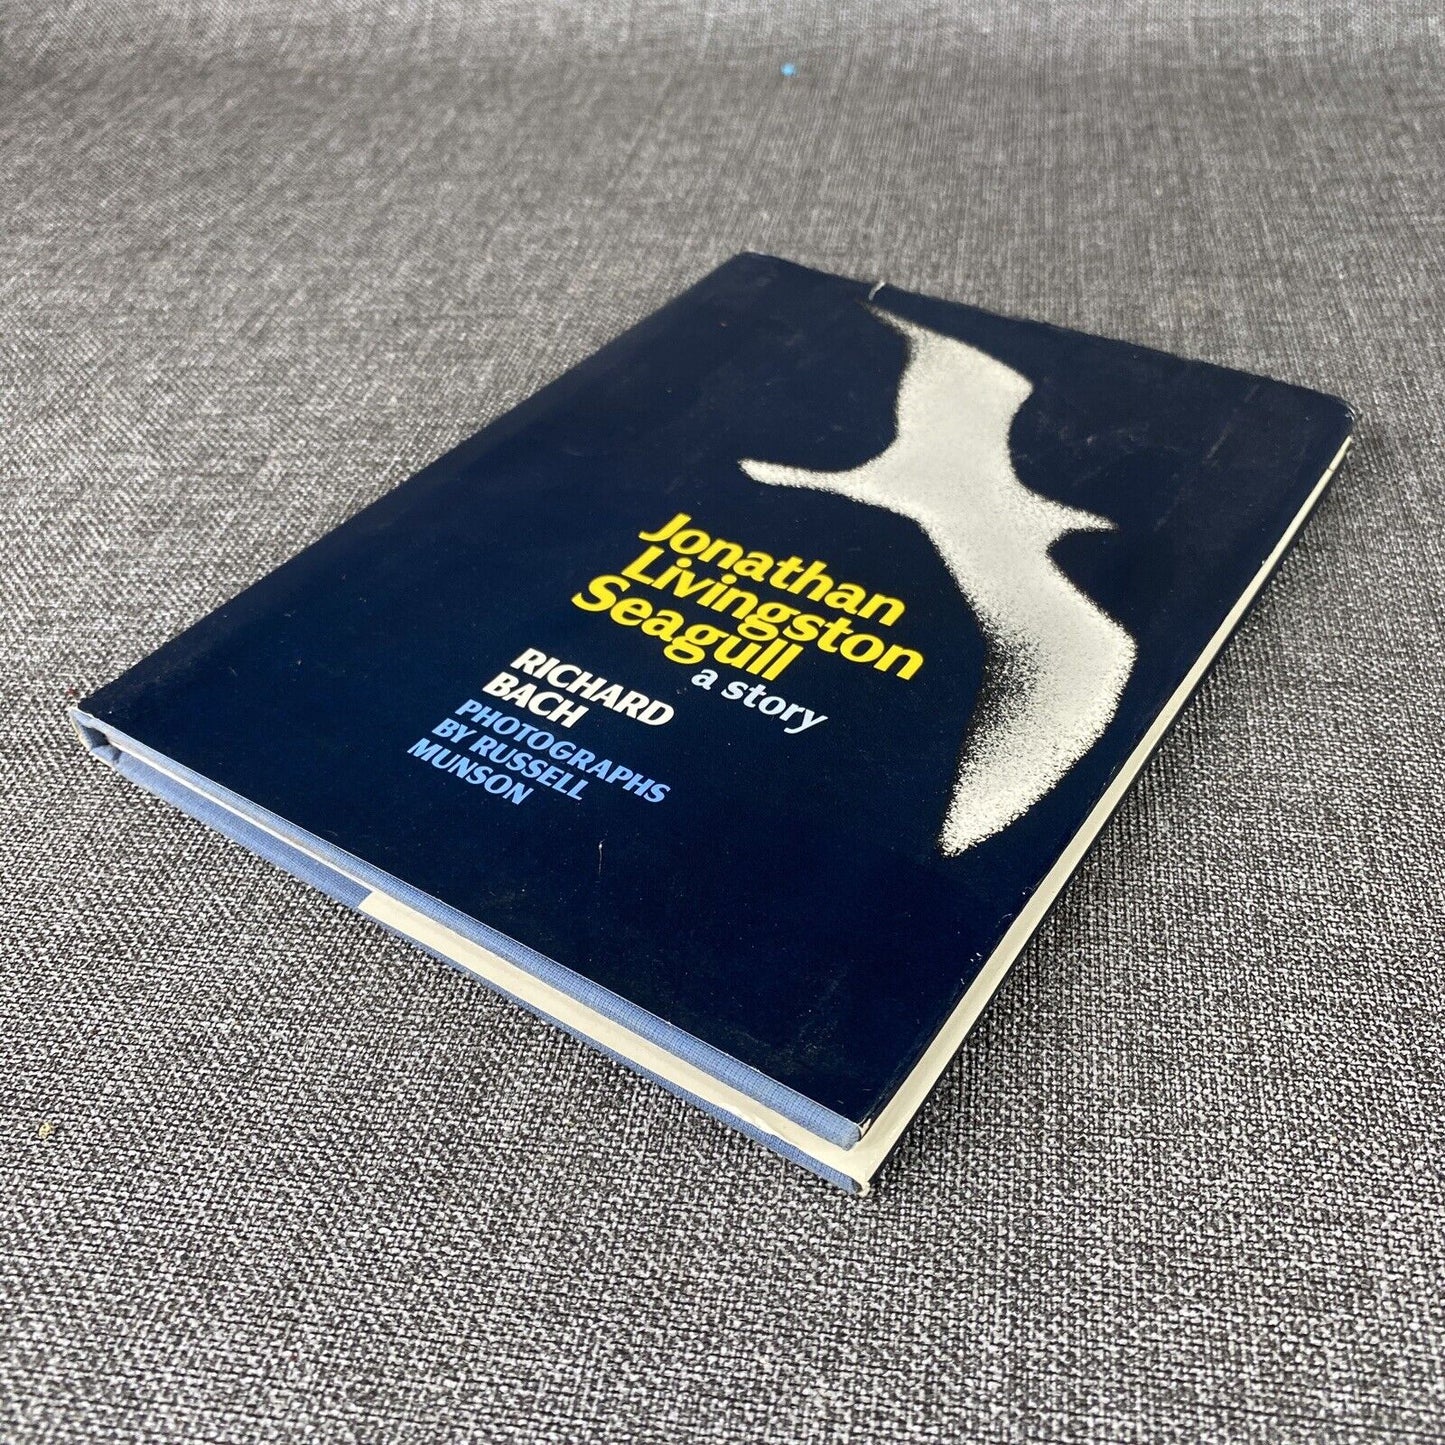 Jonathan
Livingston
Seagull
a story
RICHARD
BACH
PHOTOGRAPHS
BY RUSSELL
MUNSON